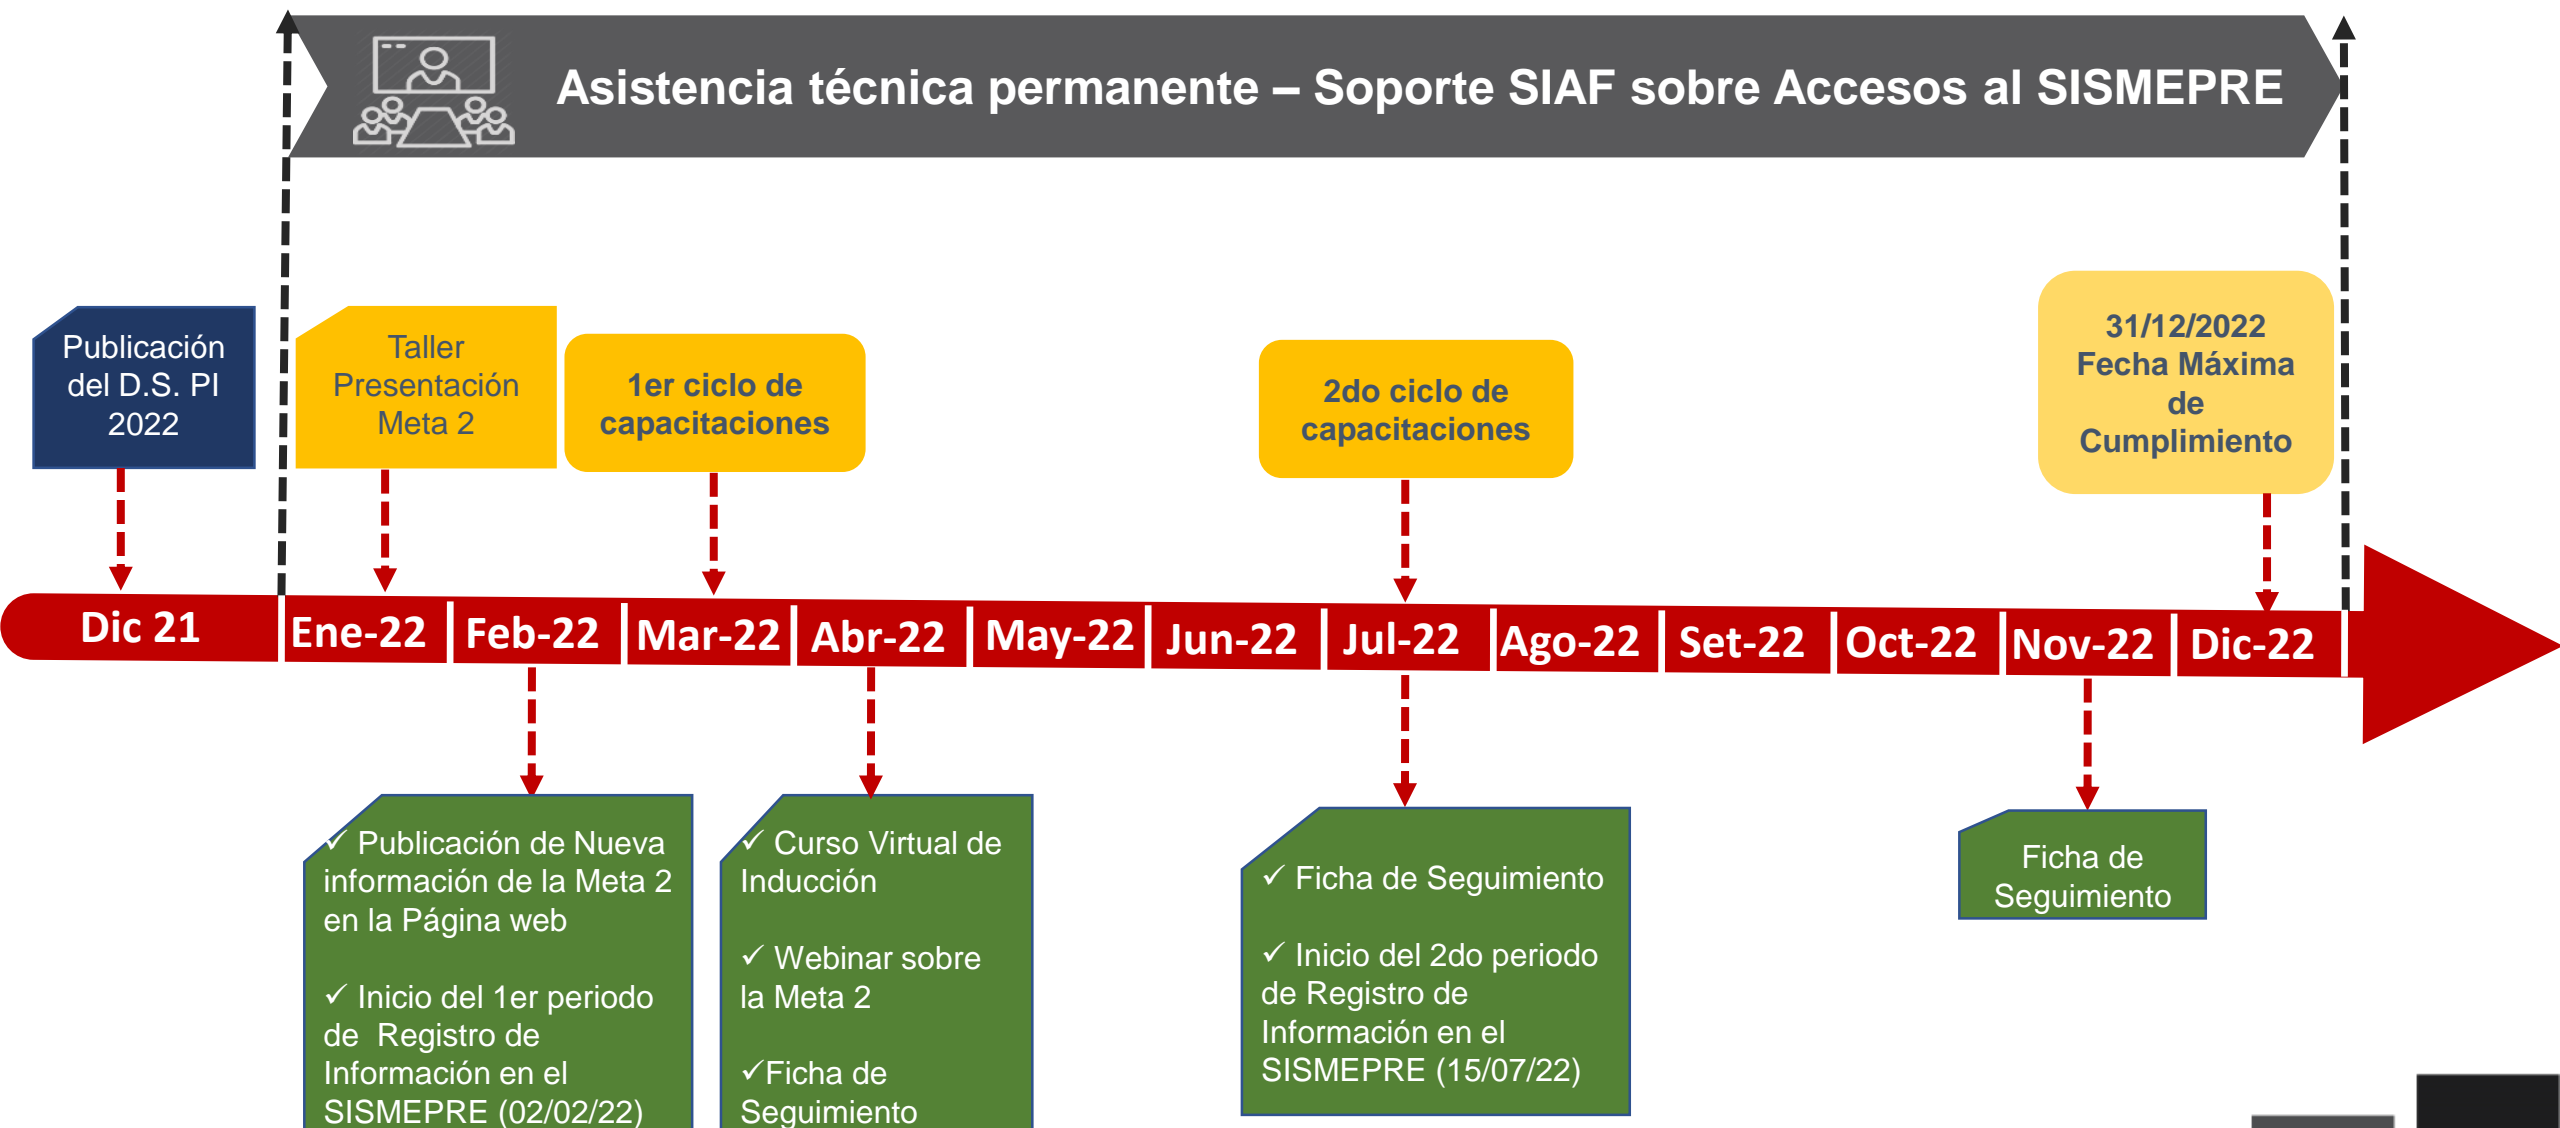 Asistencia técnica permanente – Soporte SIAF sobre Accesos al SISMEPRE
Publicación
del D.S. PI
2022
Taller
Presentación
Meta 2
1er ciclo de
capacitaciones
2do ciclo de
capacitaciones
31/12/2022
Fecha Máxima
de
Cumplimiento
Dic 21
Ene-22
Feb-22
Mar-22
Abr-22
May-22
Jun-22
Jul-22
Ago-22
Set-22
Oct-22
Nov-22
Dic-22
✓ Publicación de Nueva
información de la Meta 2
en la Página web
✓ Inicio del 1er periodo
de Registro de
Información en el
SISMEPRE (02/02/22)
✓ Curso Virtual de
Inducción
✓ Webinar sobre
la Meta 2
✓Ficha de
Seguimiento
✓ Ficha de Seguimiento
✓ Inicio del 2do periodo
de Registro de
Información en el
SISMEPRE (15/07/22)
Ficha de
Seguimiento